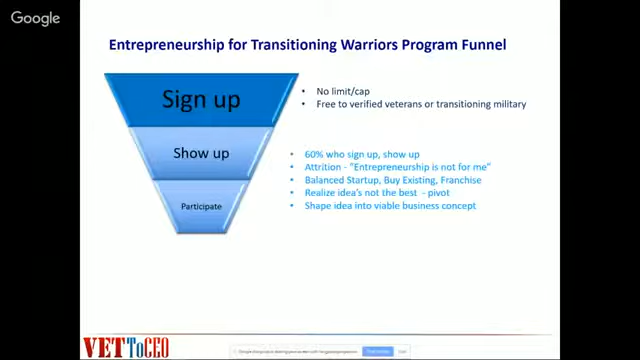 Google
Entrepreneurship for Transitioning Warriors Program Funnel
Sign up
• No limit/cap
• Free to verified veterans or transitioning military
Show up
• 60% who sign up, show up
• Attrition - "Entrepreneurship is not for me"
• Balanced Startup, Buy Existing, Franchise
• Realize idea's not the best - pivot
• Shape idea into viable business concept
Participate
VETTOCEO